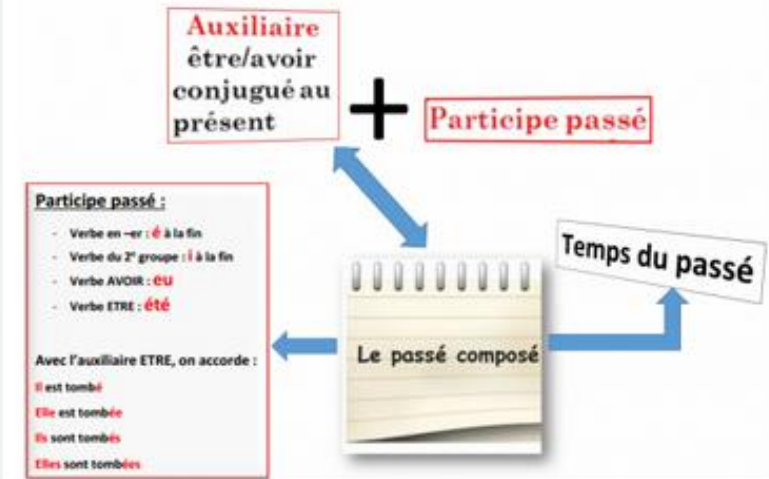 Auxiliaire
être/avoir
conjugué au
présent
+
Participe passé
Participe passé :
- Verbe en –er : é à la fin
- Verbe du 2° groupe : i à la fin
- Verbe AVOIR : eu
- Verbe ETRE : été
Avec l'auxiliaire ETRE, on accorde :
Il est tombé
Elle est tombée
Ils sont tombés
Elles sont tombées
Temps du passé
Le passé composé